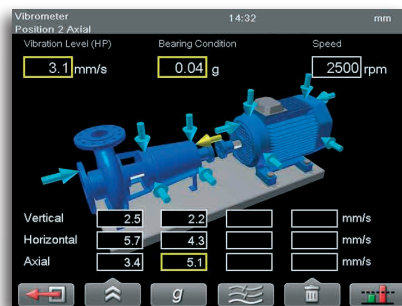 Vibrometer 14:32 mm
Position 2 Axial
Vibration Level (HP) Bearing Condition Speed
3.1 mm/s 0.04 g 2500 rpm
Vertical 2.5 2.2 mm/s
Horizontal 5.7 4.3 mm/s
Axial 3.4 5.1 mm/s
g